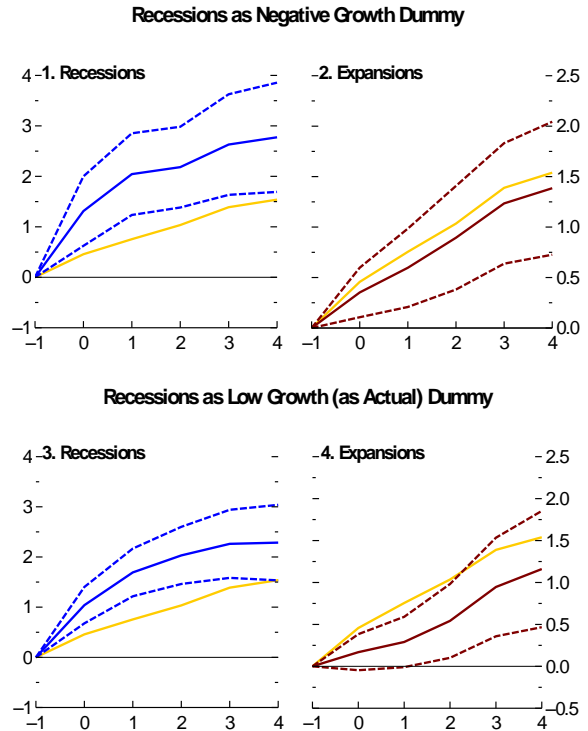 Recessions as Negative Growth Dummy
1. Recessions
4
3
2
1
0
–1
–1 0 1 2 3 4
2. Expansions
2.5
2.0
1.5
1.0
0.5
0.0
–1 0 1 2 3 4
Recessions as Low Growth (as Actual) Dummy
3. Recessions
4
3
2
1
0
–1
–1 0 1 2 3 4
4. Expansions
2.5
2.0
1.5
1.0
0.5
0.0
–0.5
–1 0 1 2 3 4